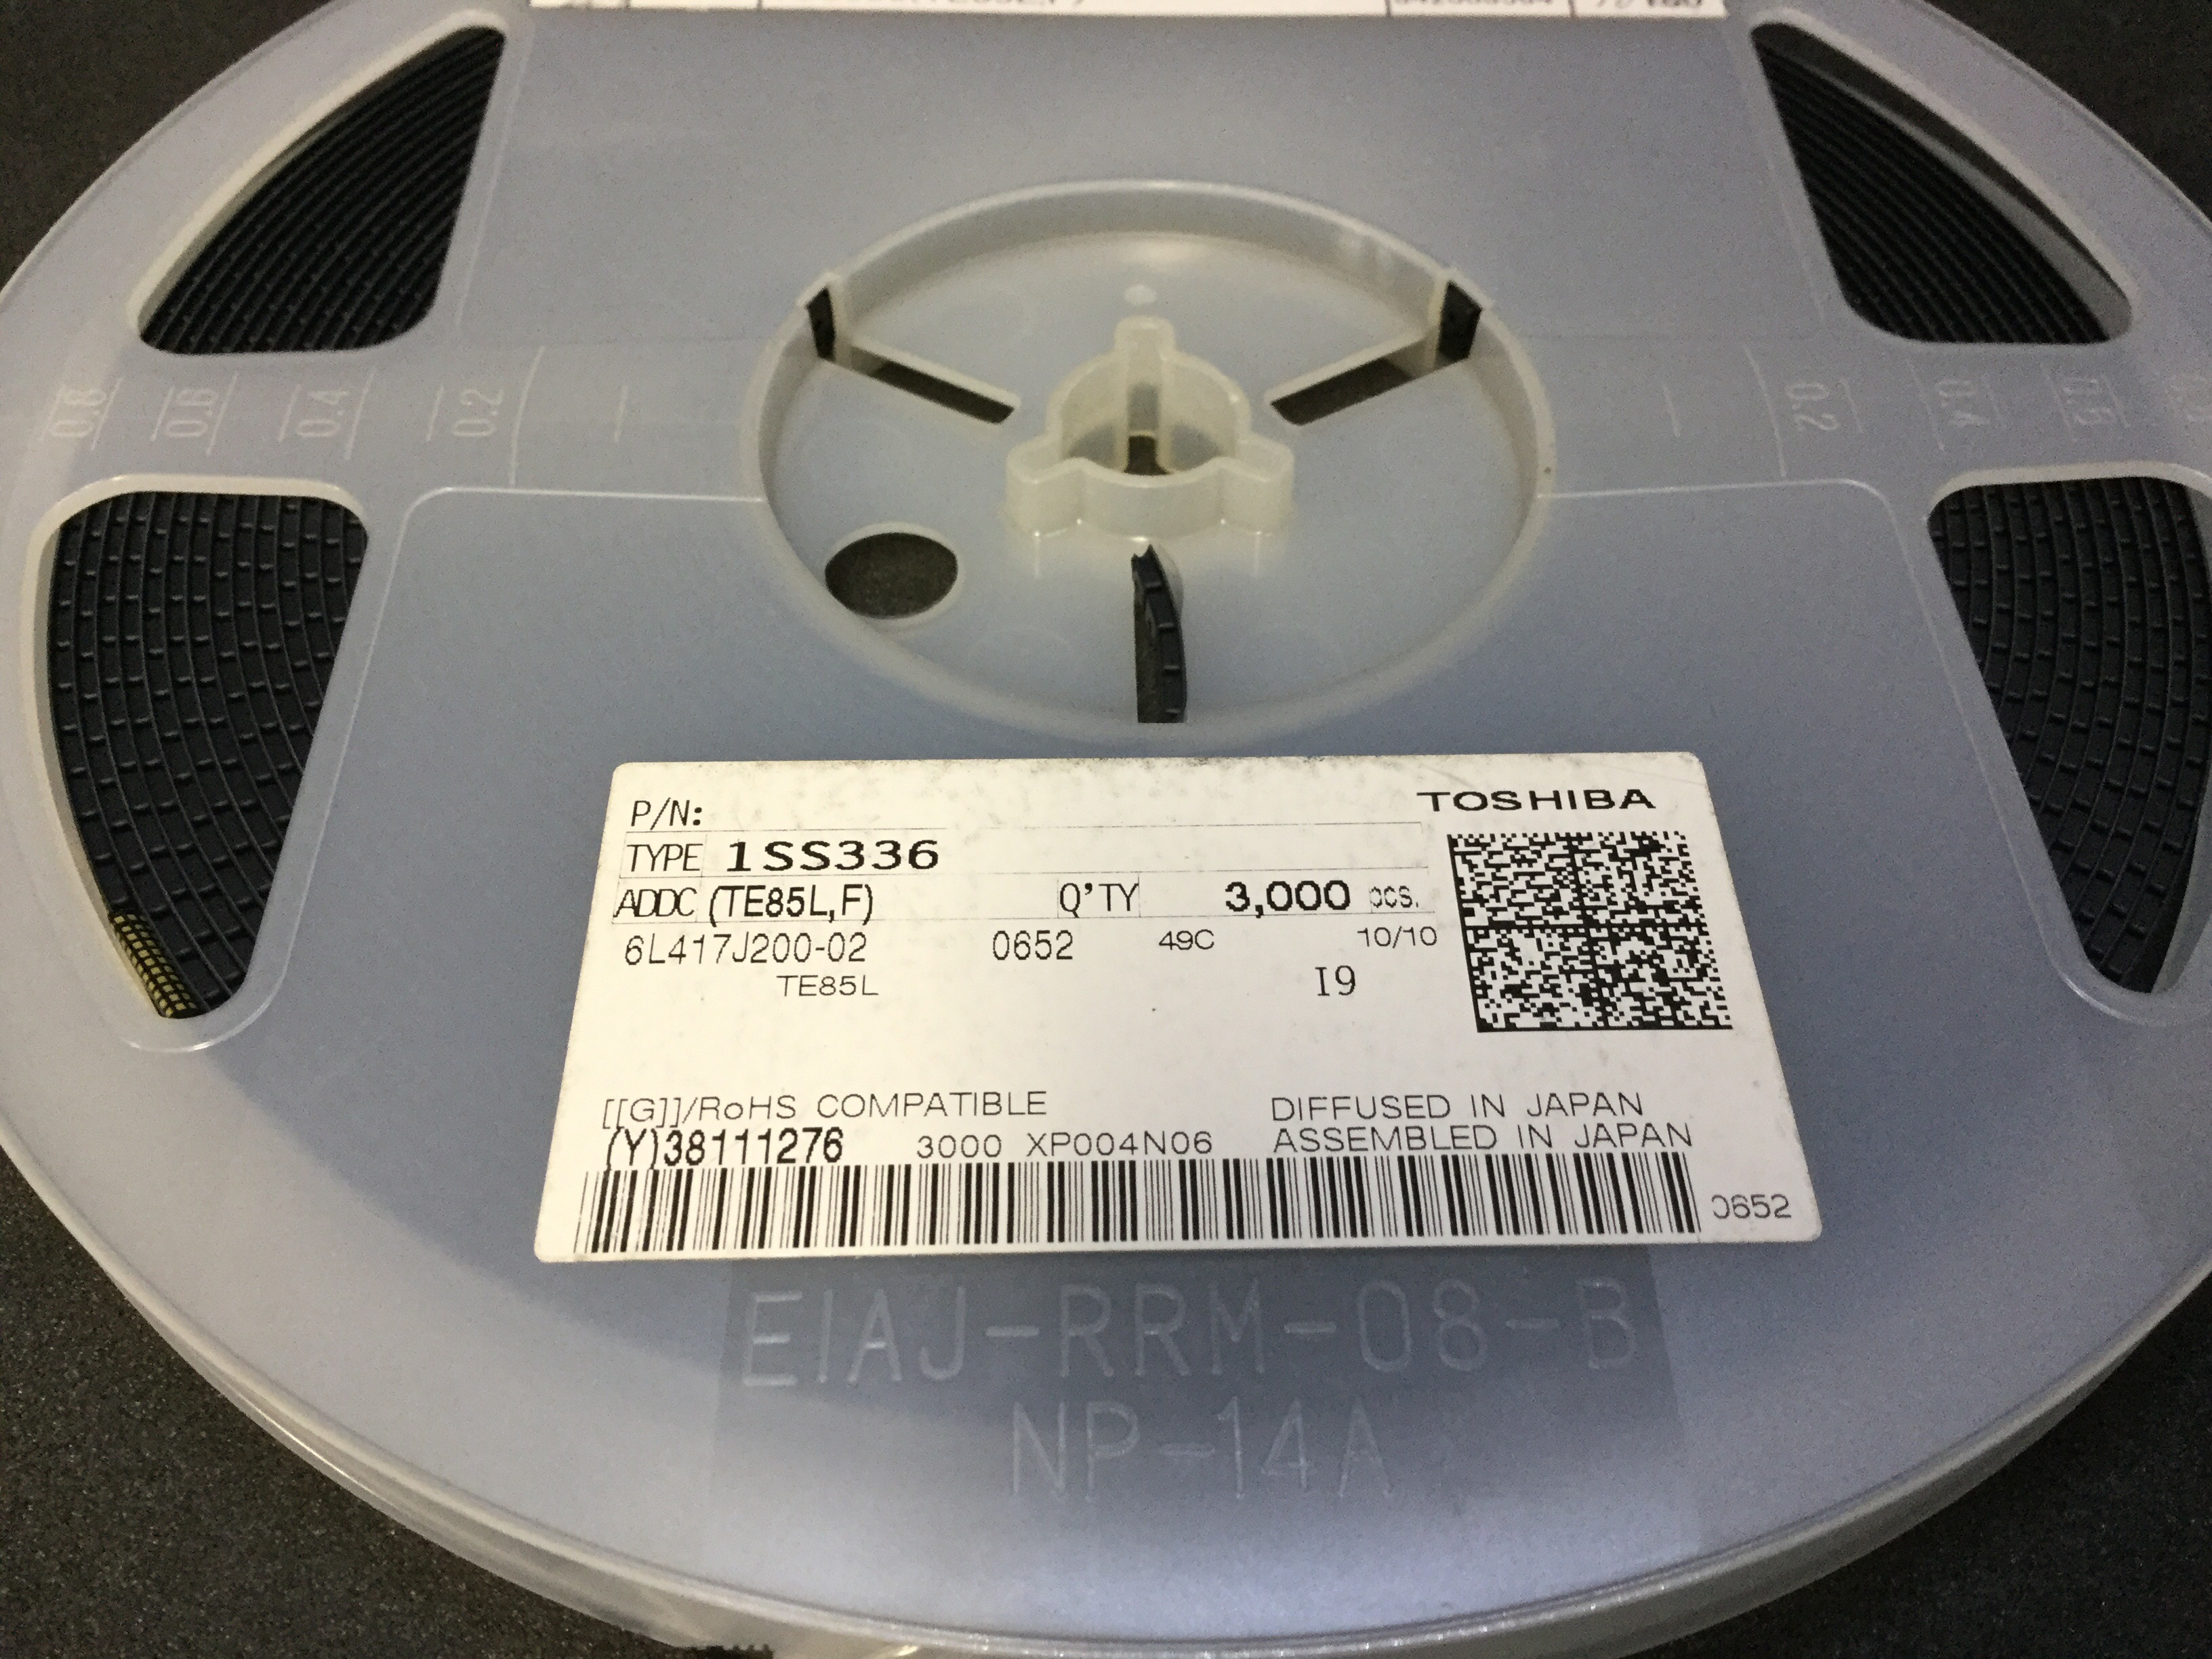 0.8 0.6 0.4 0.2
0.2 0.4
P/N:
TOSHIBA
TYPE 1SS336
ADDC (TE85L,F) Q'TY 3,000 pcs.
6L417J200-02 0652 49C 10/10
TE85L I9
[[G]]/RoHS COMPATIBLE DIFFUSED IN JAPAN
(Y)38111276 3000 XP004N06 ASSEMBLED IN JAPAN
0652
EIAJ-RRM-08-B
NP-14A